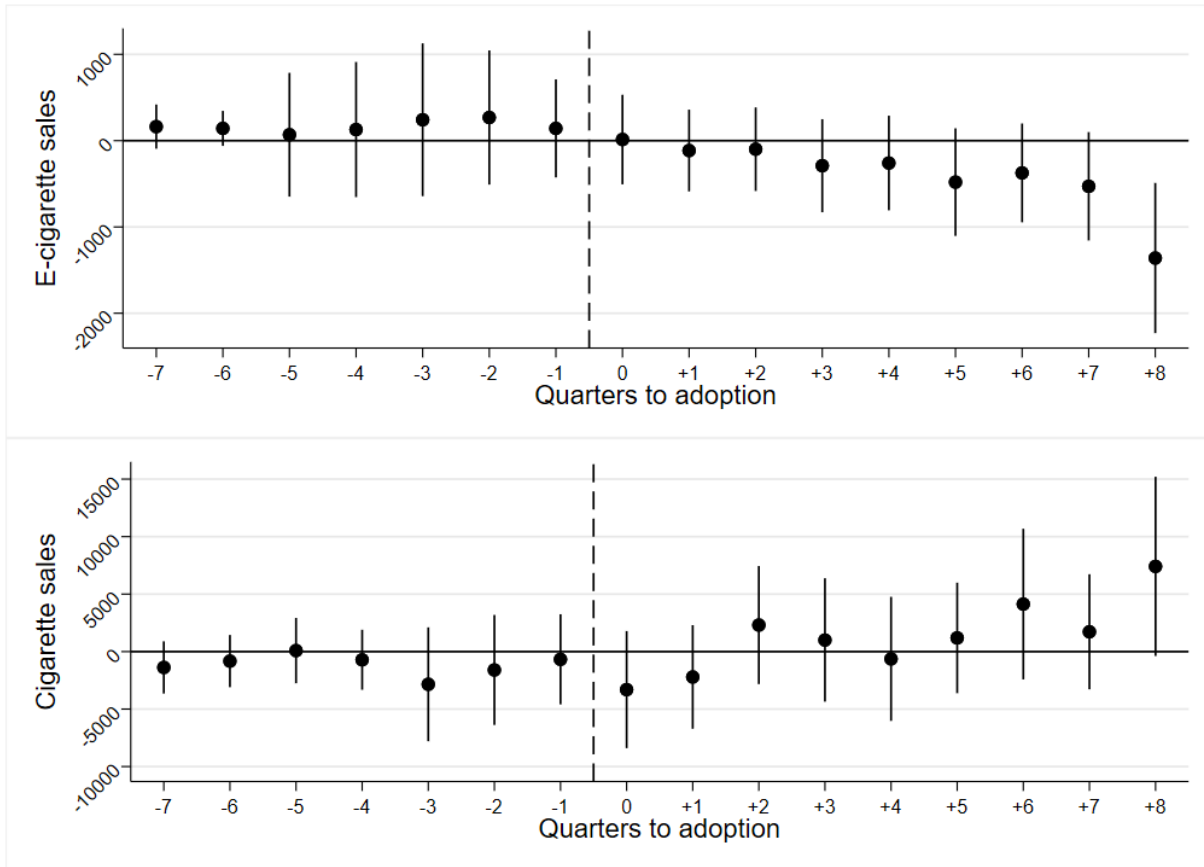 E-cigarette sales
1000
0
-1000
-2000
-7 -6 -5 -4 -3 -2 -1 0 +1 +2 +3 +4 +5 +6 +7 +8
Quarters to adoption
Cigarette sales
15000
10000
5000
0
-5000
-10000
-7 -6 -5 -4 -3 -2 -1 0 +1 +2 +3 +4 +5 +6 +7 +8
Quarters to adoption